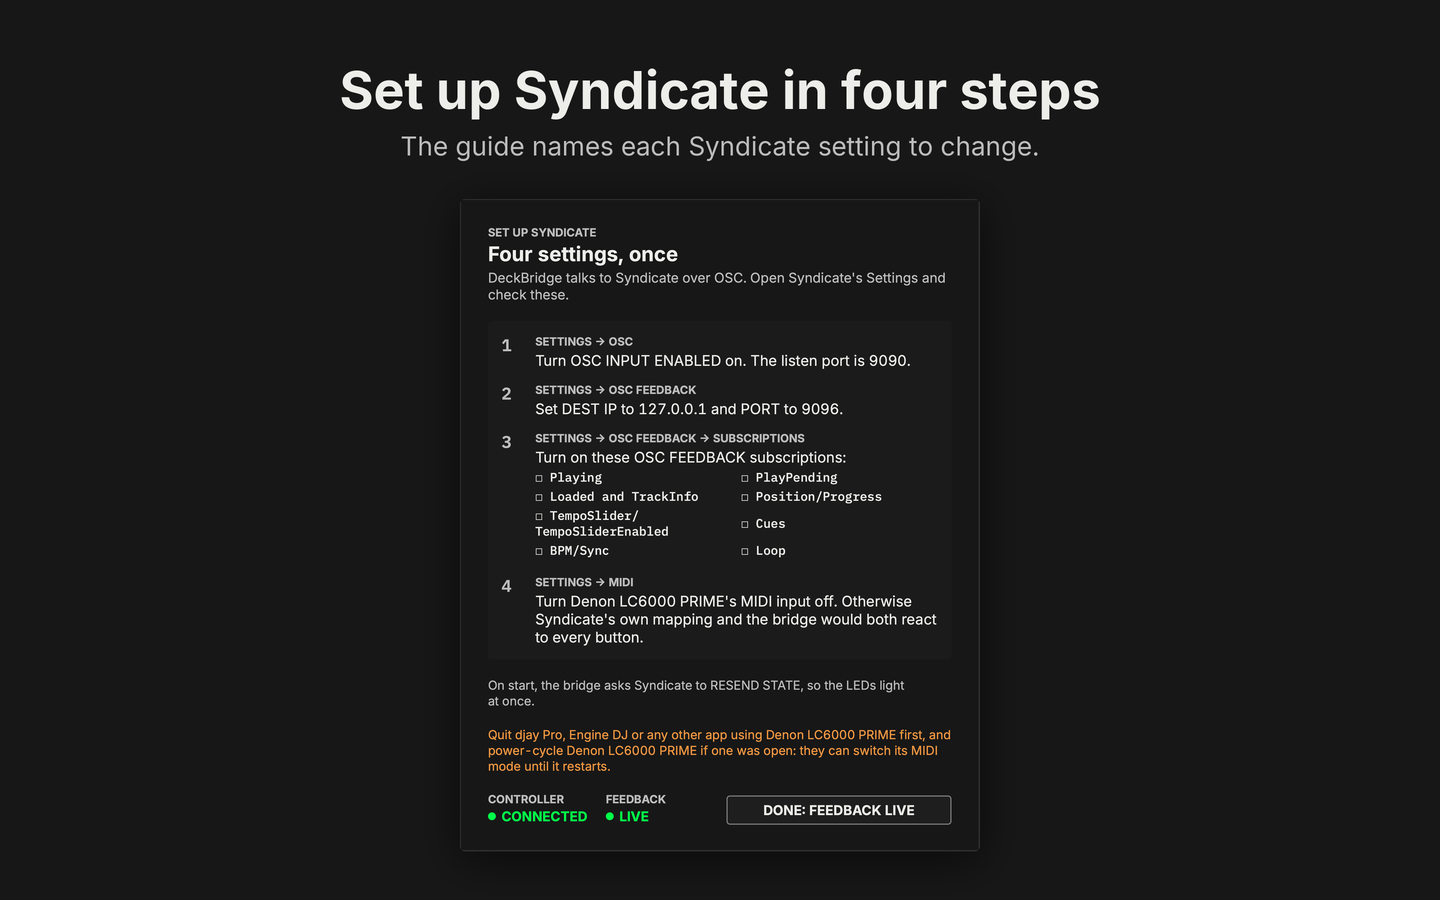 Set up Syndicate in four steps
The guide names each Syndicate setting to change.
SET UP SYNDICATE
Four settings, once
DeckBridge talks to Syndicate over OSC. Open Syndicate's Settings and
check these.
1 SETTINGS → OSC
Turn OSC INPUT ENABLED on. The listen port is 9090.
2 SETTINGS → OSC FEEDBACK
Set DEST IP to 127.0.0.1 and PORT to 9096.
3 SETTINGS → OSC FEEDBACK → SUBSCRIPTIONS
Turn on these OSC FEEDBACK subscriptions:
☐ Playing ☐ PlayPending
☐ Loaded and TrackInfo ☐ Position/Progress
☐ TempoSlider/
TempoSliderEnabled ☐ Cues
☐ BPM/Sync ☐ Loop
4 SETTINGS → MIDI
Turn Denon LC6000 PRIME's MIDI input off. Otherwise
Syndicate's own mapping and the bridge would both react
to every button.
On start, the bridge asks Syndicate to RESEND STATE, so the LEDs light
at once.
Quit djay Pro, Engine DJ or any other app using Denon LC6000 PRIME first, and
power-cycle Denon LC6000 PRIME if one was open: they can switch its MIDI
mode until it restarts.
CONTROLLER FEEDBACK
● CONNECTED ● LIVE DONE: FEEDBACK LIVE